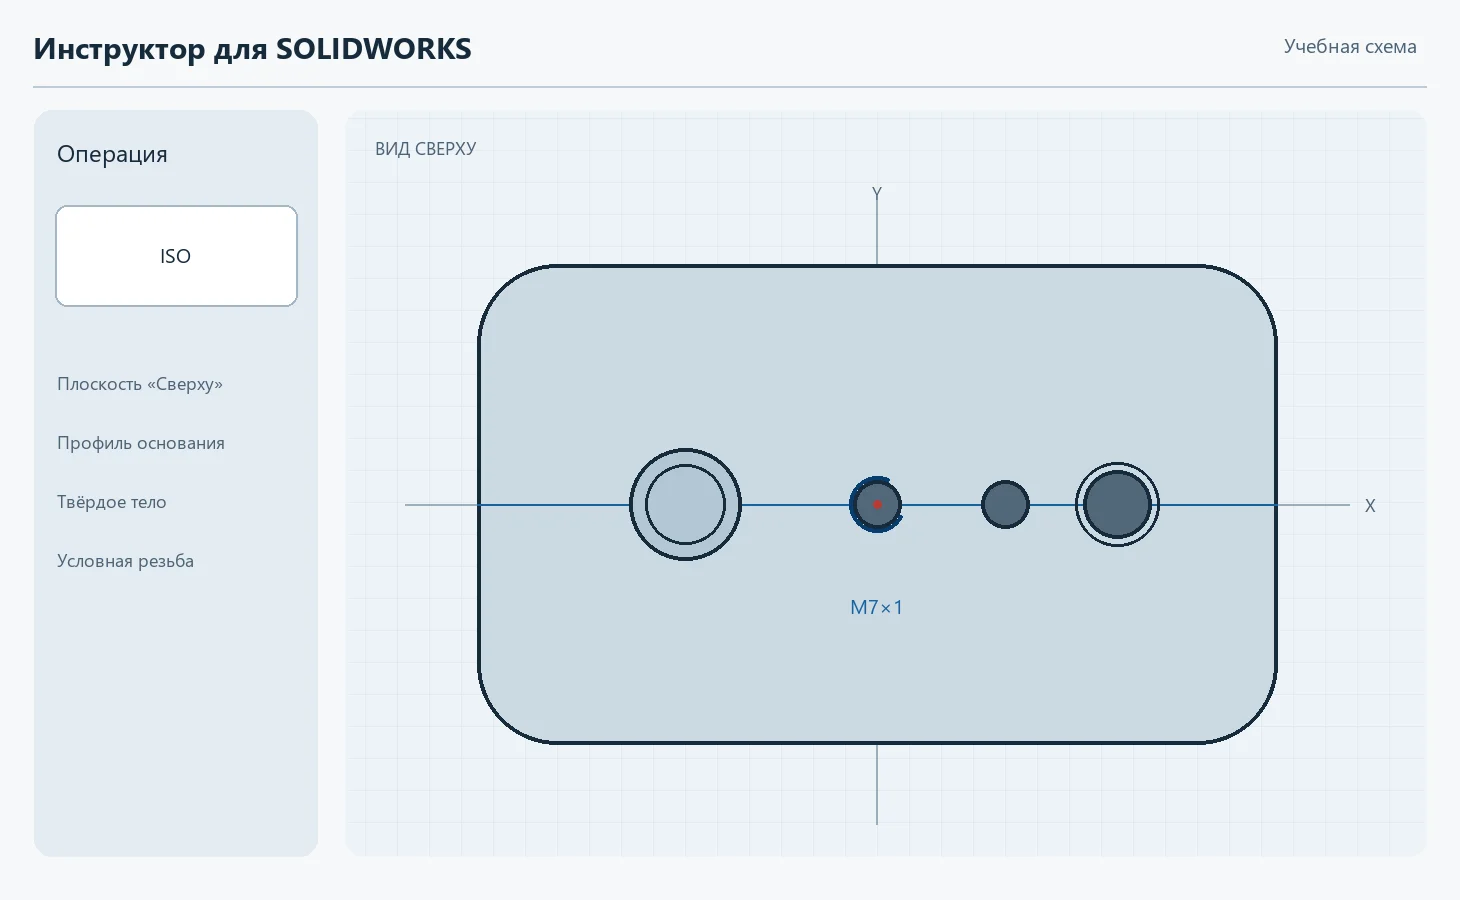 Инструктор для SOLIDWORKS
Учебная схема
Операция
ISO
Плоскость «Сверху»
Профиль основания
Твёрдое тело
Условная резьба
ВИД СВЕРХУ
Y
X
M7×1